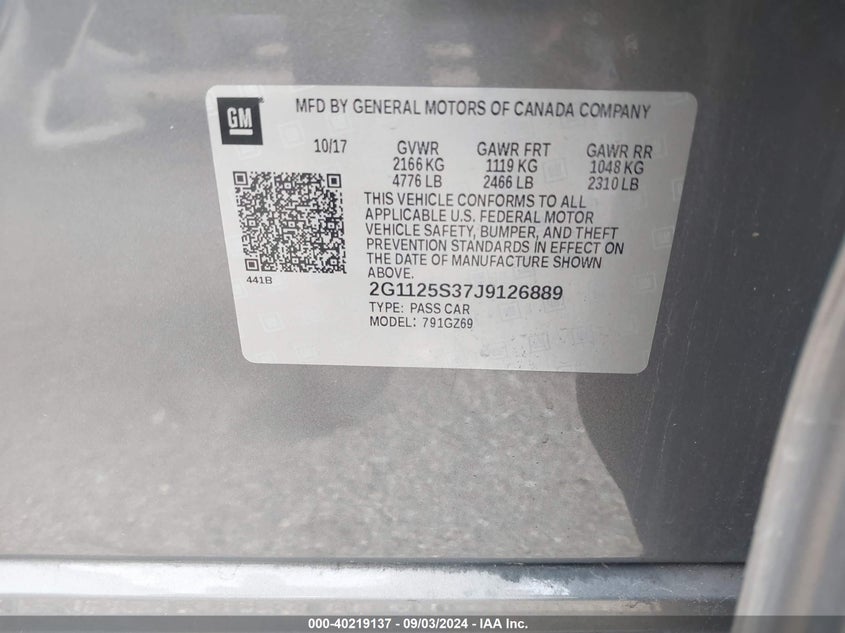 GM
MFD BY GENERAL MOTORS OF CANADA COMPANY
10/17 GVWR GAWR FRT GAWR RR
2166 KG 1119 KG 1048 KG
4776 LB 2466 LB 2310 LB
THIS VEHICLE CONFORMS TO ALL
APPLICABLE U.S. FEDERAL MOTOR
VEHICLE SAFETY, BUMPER, AND THEFT
PREVENTION STANDARDS IN EFFECT ON
THE DATE OF MANUFACTURE SHOWN
ABOVE.
441B
2G1125S37J9126889
TYPE: PASS CAR
MODEL: 791GZ69
000-40219137 - 09/03/2024 - IAA Inc.